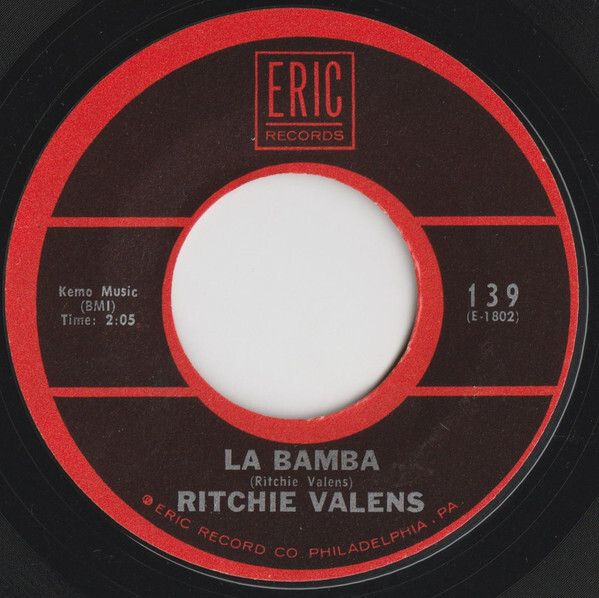 ERIC
RECORDS
Kemo Music
(BMI)
Time: 2:05
139
(E-1802)
LA BAMBA
(Ritchie Valens)
RITCHIE VALENS
℗ ERIC RECORD CO PHILADELPHIA, PA.